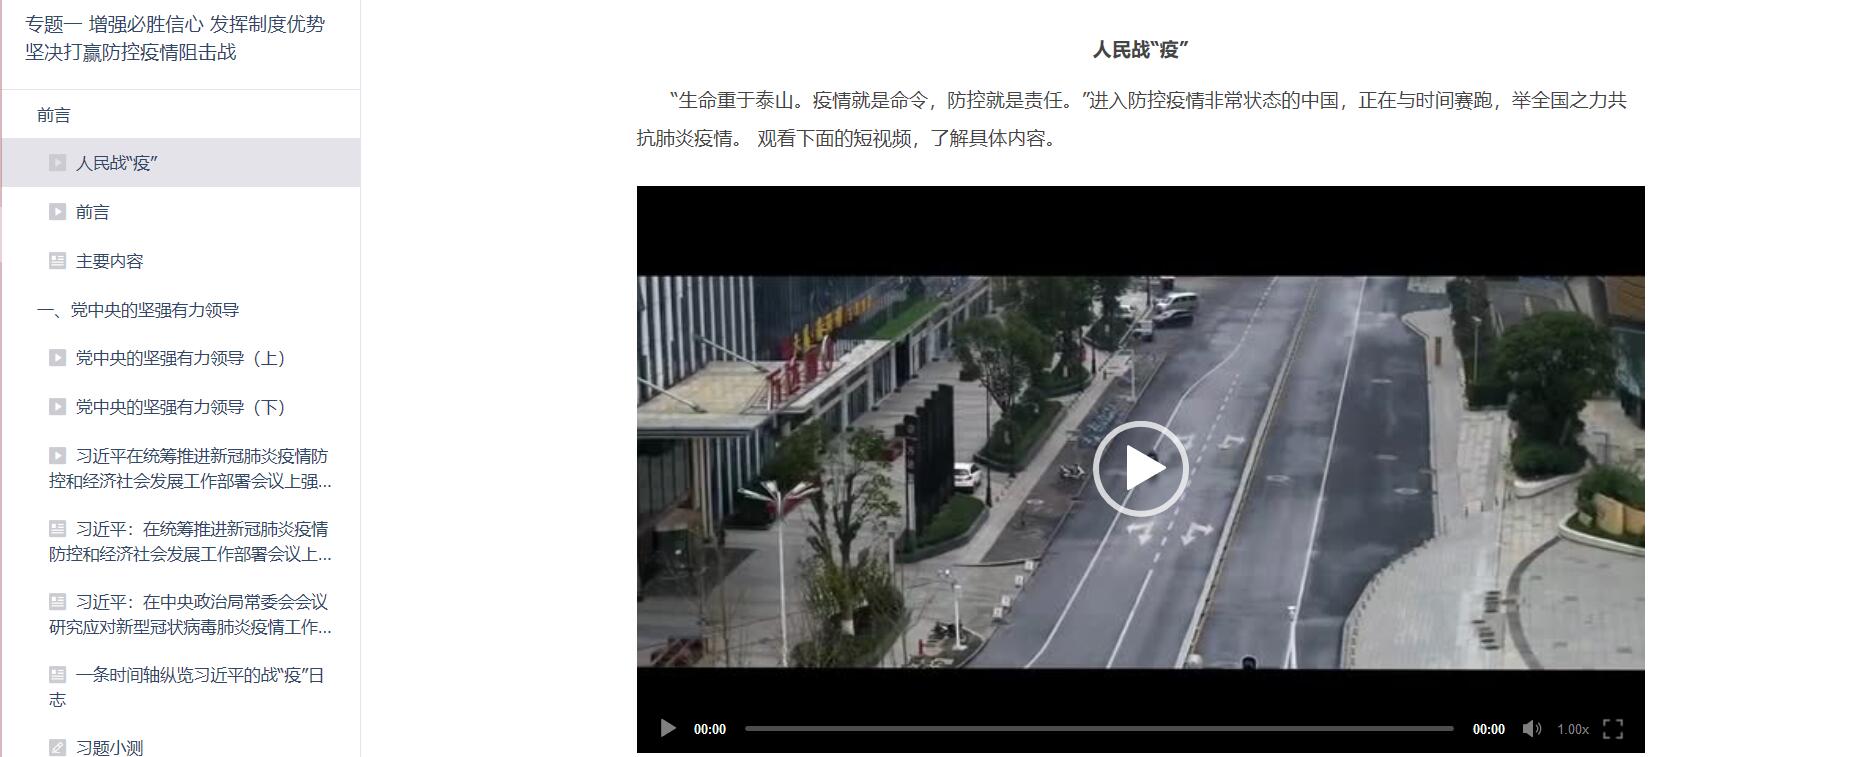 专题一 增强必胜信心 发挥制度优势
坚决打赢防控疫情阻击战
前言
人民战“疫”
前言
主要内容
一、党中央的坚强有力领导
党中央的坚强有力领导（上）
党中央的坚强有力领导（下）
习近平在统筹推进新冠肺炎疫情防
控和经济社会发展工作部署会议上强...
习近平：在统筹推进新冠肺炎疫情
防控和经济社会发展工作部署会议上...
习近平：在中央政治局常委会会议
研究应对新型冠状病毒肺炎疫情工作...
一条时间轴纵览习近平的战“疫”日
志
习题小测
人民战“疫”
“生命重于泰山。疫情就是命令，防控就是责任。”进入防控疫情非常状态的中国，正在与时间赛跑，举全国之力共
抗肺炎疫情。 观看下面的短视频，了解具体内容。
00:00
00:00
1.00x